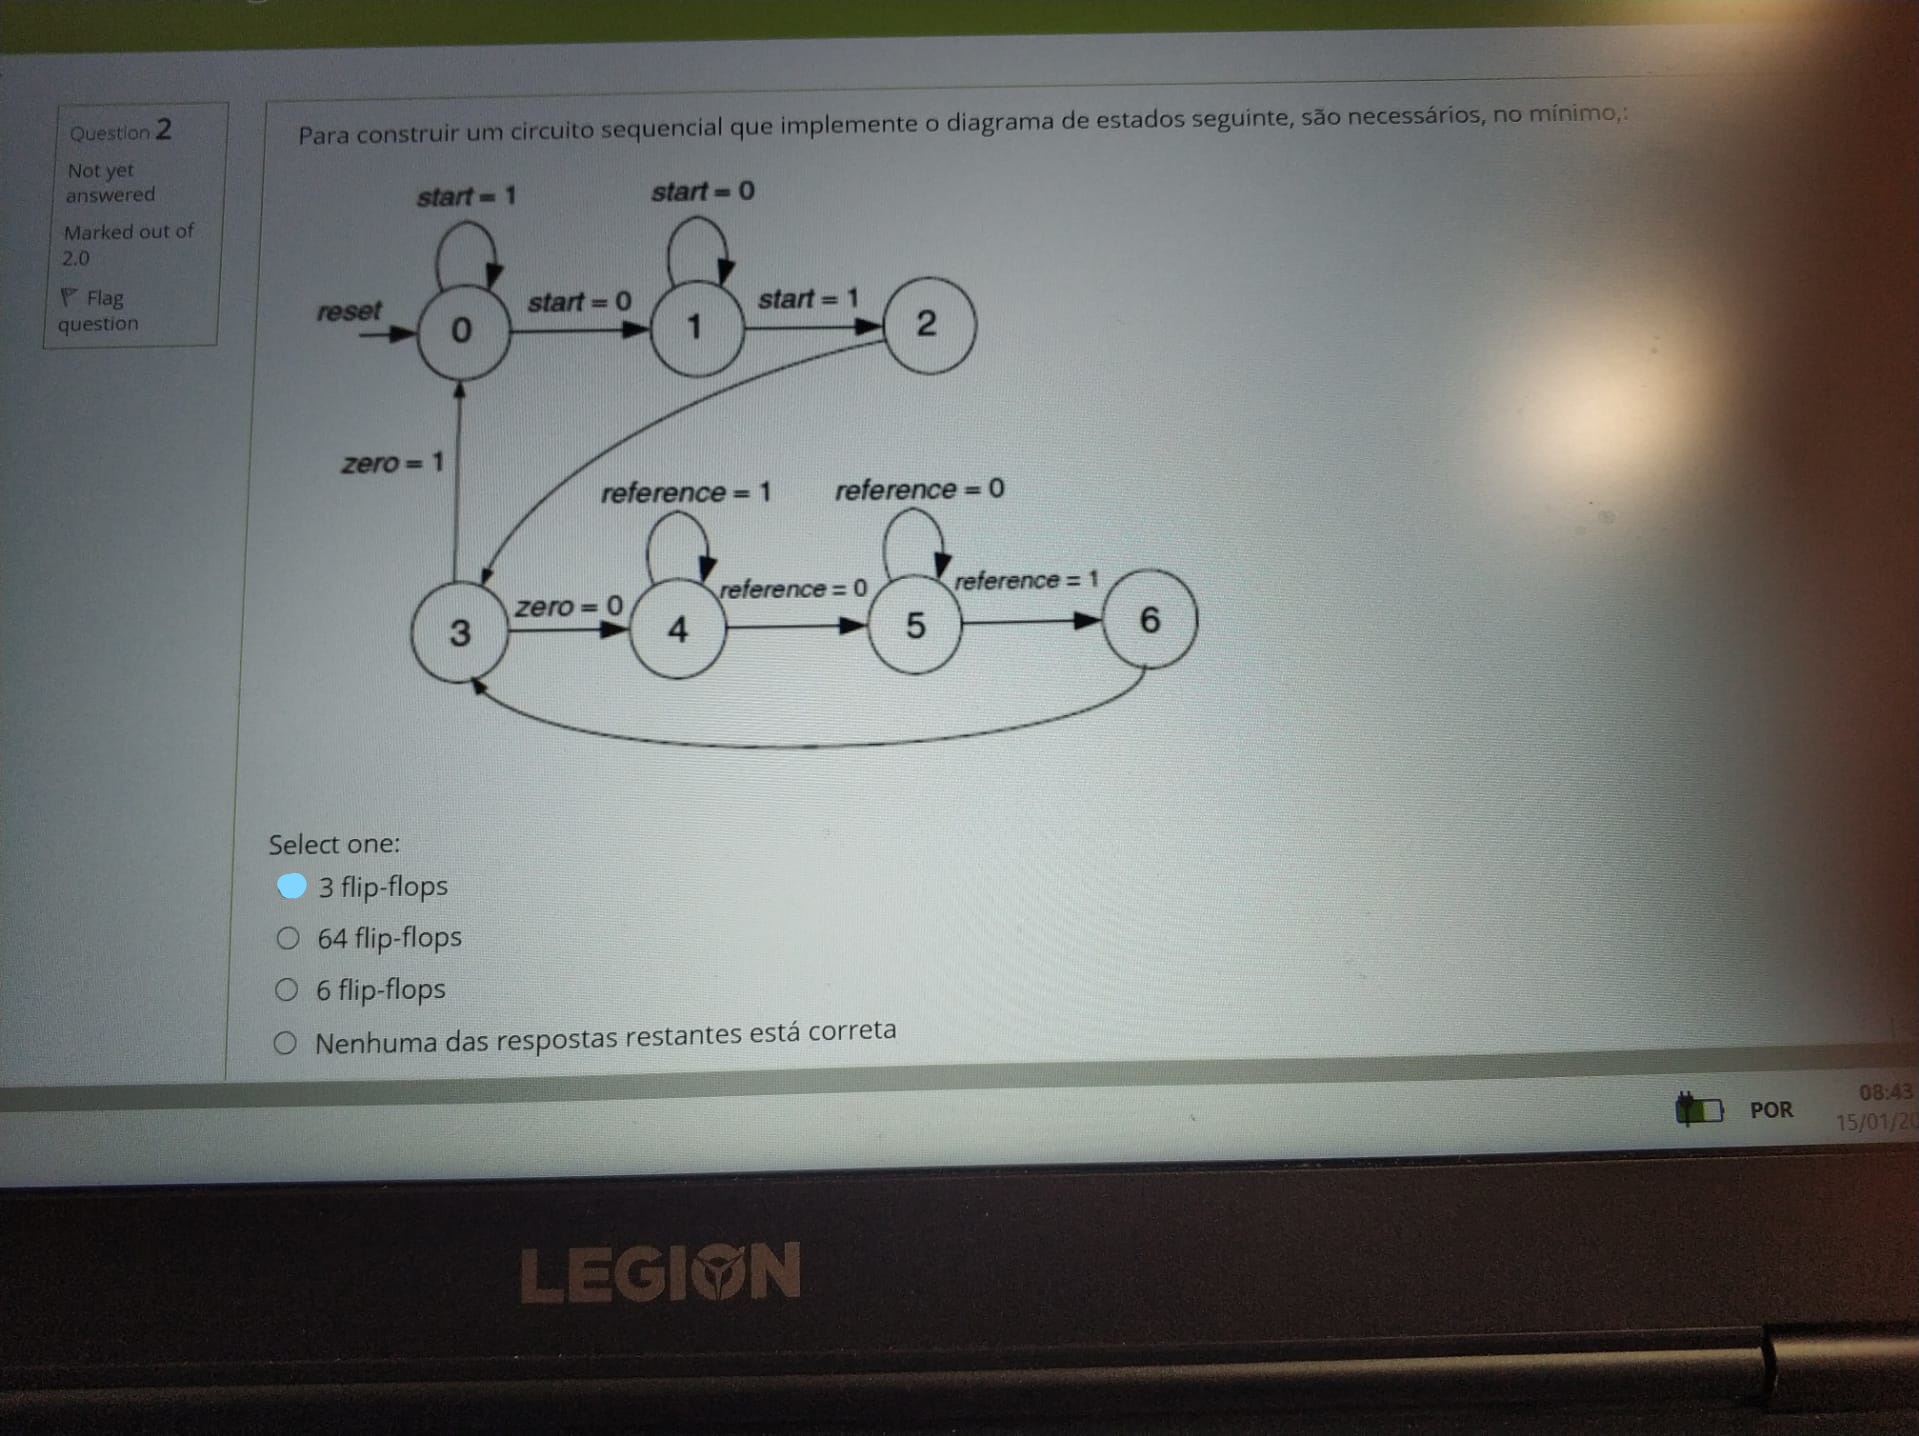 Question 2
Not yet
answered
Marked out of
2.0
Flag
question
Para construir um circuito sequencial que implemente o diagrama de estados seguinte, são necessários, no mínimo,:
start = 1
start = 0
reset
0
start = 0
1
start = 1
2
zero = 1
reference = 1
reference = 0
3
zero = 0
4
reference = 0
5
reference = 1
6
Select one:
3 flip-flops
64 flip-flops
6 flip-flops
Nenhuma das respostas restantes está correta
POR
08:43
15/01/20
LEGION